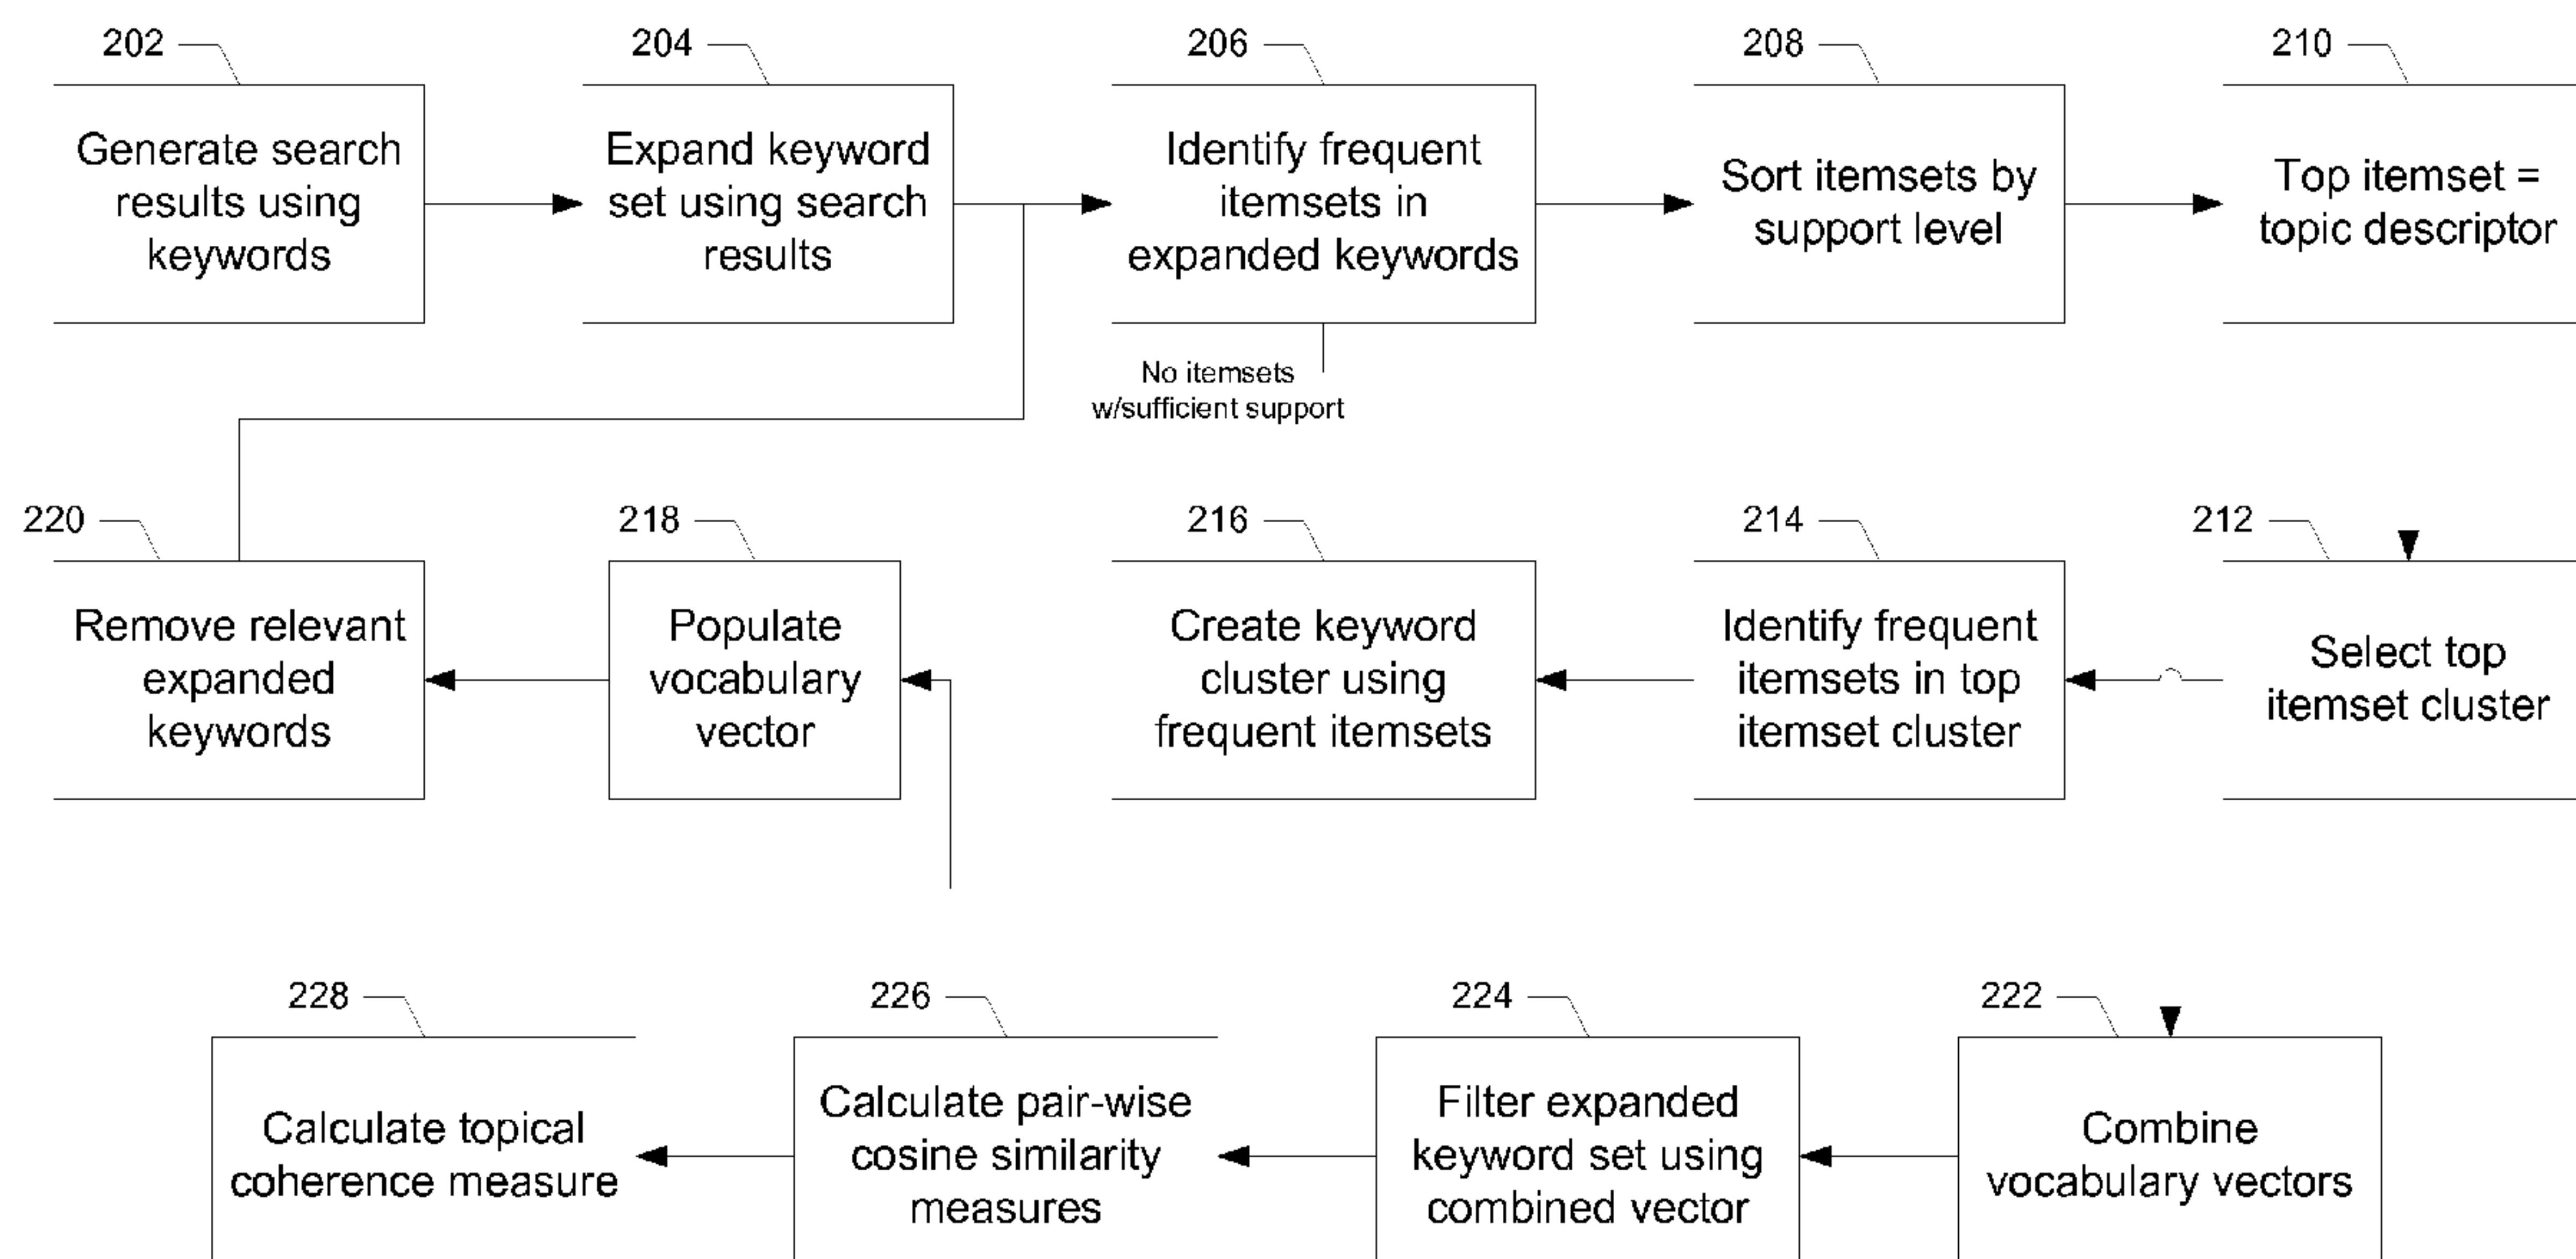 202
Generate search
results using
keywords
204
Expand keyword
set using search
results
206
Identify frequent
itemsets in
expanded keywords
208
Sort itemsets by
support level
210
Top itemset =
topic descriptor
No itemsets
w/sufficient support
220
Remove relevant
expanded
keywords
218
Populate
vocabulary
vector
216
Create keyword
cluster using
frequent itemsets
214
Identify frequent
itemsets in top
itemset cluster
212
Select top
itemset cluster
228
Calculate topical
coherence measure
226
Calculate pair-wise
cosine similarity
measures
224
Filter expanded
keyword set using
combined vector
222
Combine
vocabulary vectors